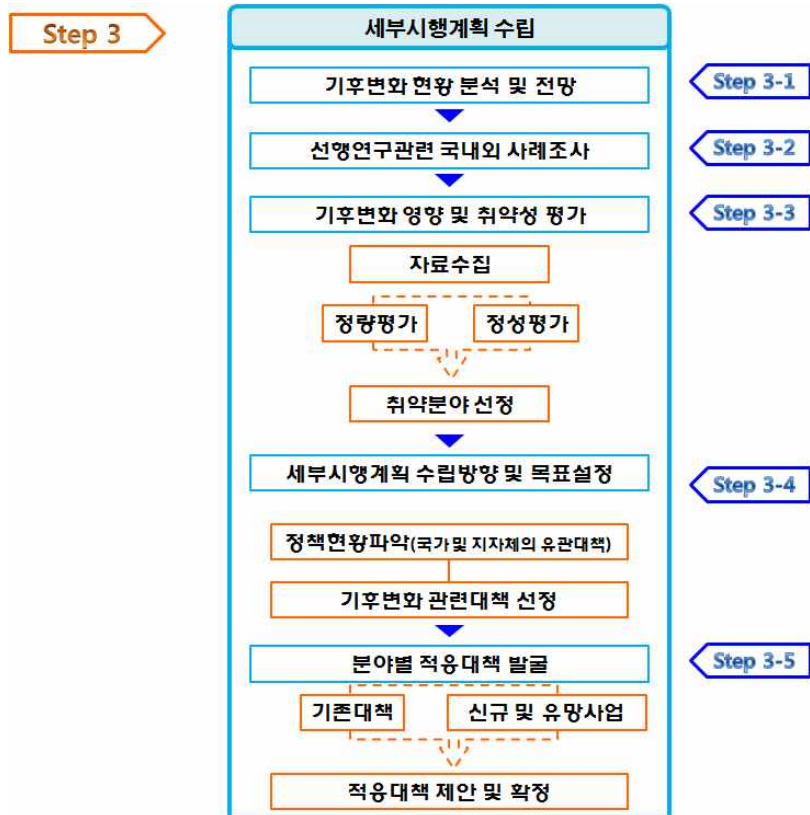 Step 3
세부시행계획 수립
기후변화 현황 분석 및 전망
Step 3-1
선행연구관련 국내외 사례조사
Step 3-2
기후변화 영향 및 취약성 평가
Step 3-3
자료수집
정량평가
정성평가
취약분야 선정
세부시행계획 수립방향 및 목표설정
Step 3-4
정책현황파악(국가 및 지자체의 유관대책)
기후변화 관련대책 선정
분야별 적응대책 발굴
Step 3-5
기존대책
신규 및 유망사업
적응대책 제안 및 확정